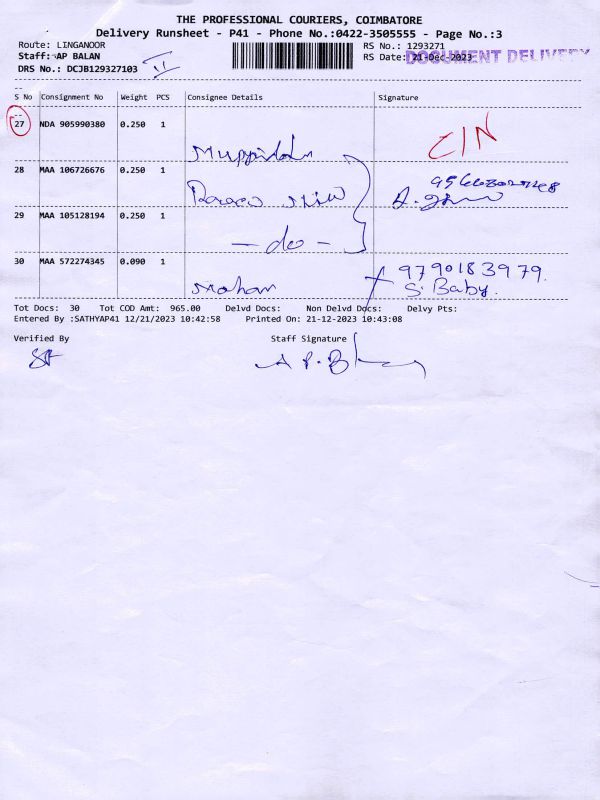 THE PROFESSIONAL COURIERS, COIMBATORE
Delivery Runsheet - P41 - Phone No.:0422-3505555 - Page No.:3
Route: LINGANOOR
RS No.: 1293271
Staff: AP BALAN
RS Date: 21-Dec-2023
DOCUMENT DELIVERY
DRS No.: DCJB129327103
S No Consignment No Weight PCS Consignee Details Signature
27 NDA 905990380 0.250 1 CIN
28 MAA 106726676 0.250 1
29 MAA 105128194 0.250 1
- do -
30 MAA 572274345 0.090 1 Mohan 9790183979.
S. Baby.
Tot Docs: 30 Tot COD Amt: 965.00 Delvd Docs: Non Delvd Docs: Delvy Pts:
Entered By :SATHYAP41 12/21/2023 10:42:58 Printed On: 21-12-2023 10:43:08
Verified By Staff Signature
A P. B